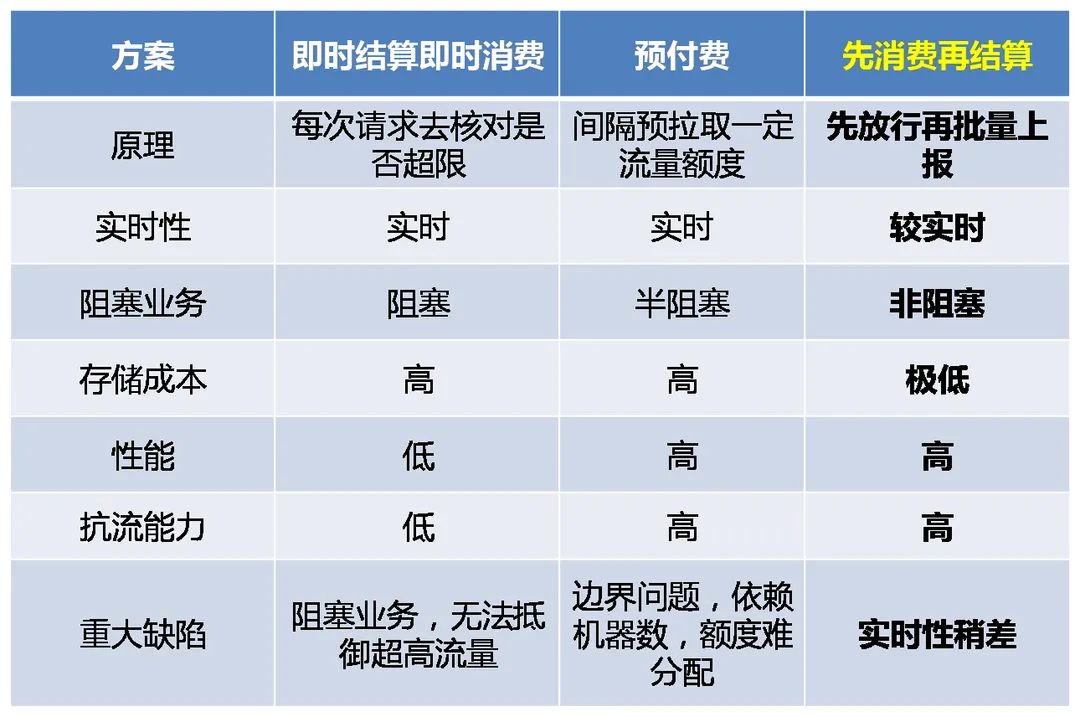 方案
即时结算即时消费
预付费
先消费再结算
原理
每次请求去核对是
否超限
间隔预拉取一定
流量额度
先放行再批量上
报
实时性
实时
实时
较实时
阻塞业务
阻塞
半阻塞
非阻塞
存储成本
高
高
极低
性能
低
高
高
抗流能力
低
高
高
重大缺陷
阻塞业务，无法抵
御超高流量
边界问题，依赖
机器数，额度难
分配
实时性稍差